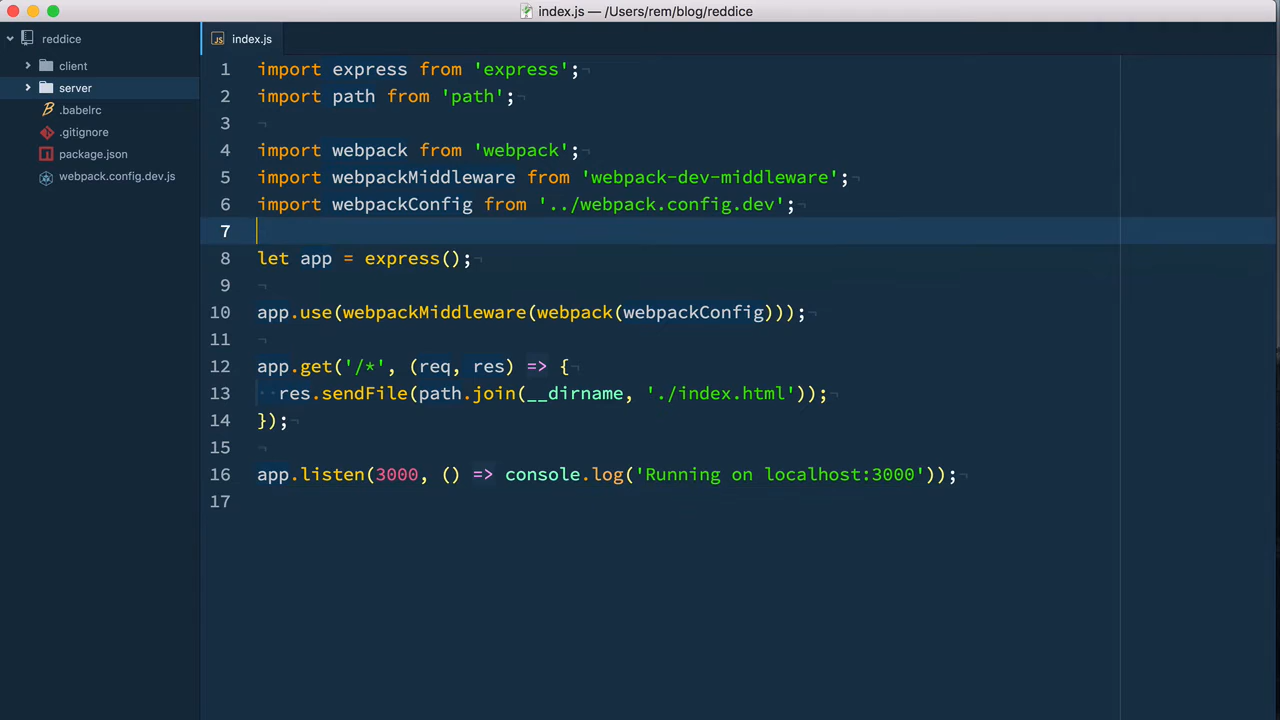 index.js — /Users/rem/blog/reddice
reddice
client
server
.babelrc
.gitignore
package.json
webpack.config.dev.js
index.js
1 import express from 'express';
2 import path from 'path';
3
4 import webpack from 'webpack';
5 import webpackMiddleware from 'webpack-dev-middleware';
6 import webpackConfig from '../webpack.config.dev';
7
8 let app = express();
9
10 app.use(webpackMiddleware(webpack(webpackConfig)));
11
12 app.get('/*', (req, res) => {
13 res.sendFile(path.join(__dirname, './index.html'));
14 });
15
16 app.listen(3000, () => console.log('Running on localhost:3000'));
17